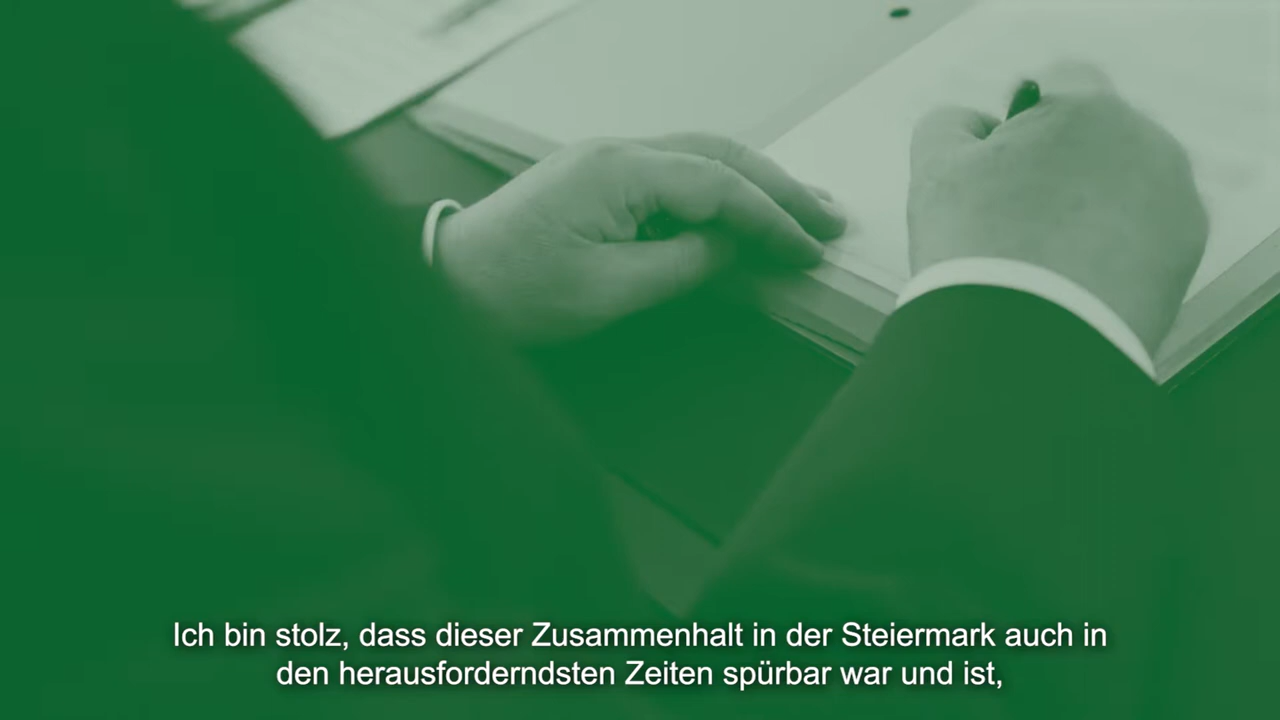 Ich bin stolz, dass dieser Zusammenhalt in der Steiermark auch in
den herausforderndsten Zeiten spürbar war und ist,